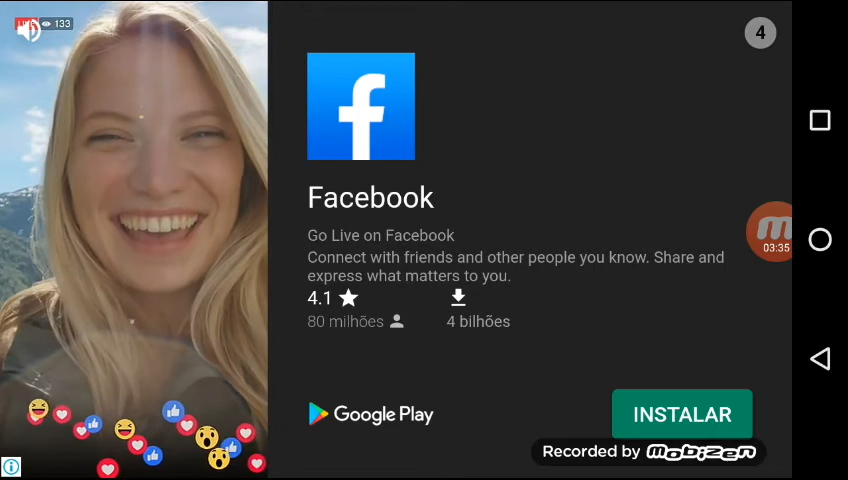 LIVE 133
4
Facebook
Go Live on Facebook
Connect with friends and other people you know. Share and
express what matters to you.
4.1
80 milhões
4 bilhões
03:35
Google Play
INSTALAR
Recorded by mobizen